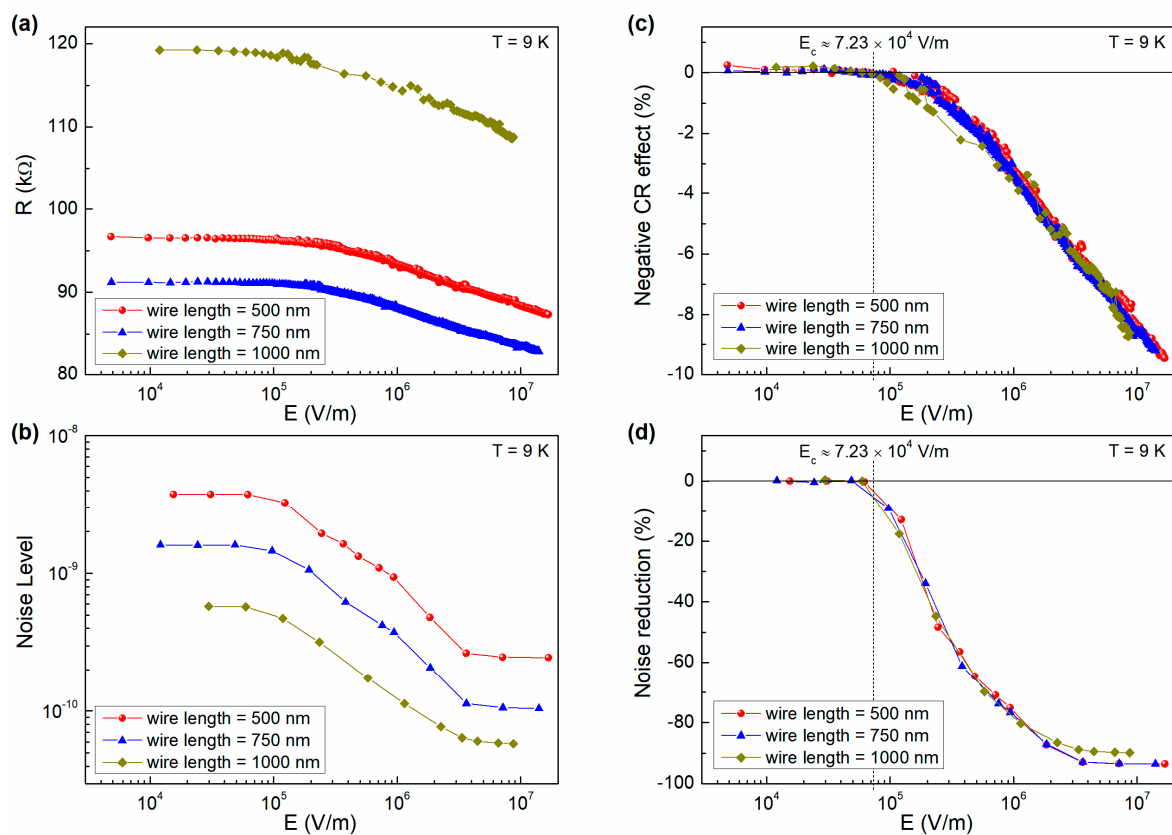 (a)
T = 9 K
120
110
100
90
80
R (kΩ)
wire length = 500 nm
wire length = 750 nm
wire length = 1000 nm
10⁴
10⁵
10⁶
10⁷
E (V/m)
(c)
E_c ≈ 7.23 × 10⁴ V/m
T = 9 K
2
0
-2
-4
-6
-8
-10
Negative CR effect (%)
wire length = 500 nm
wire length = 750 nm
wire length = 1000 nm
10⁴
10⁵
10⁶
10⁷
E (V/m)
(b)
T = 9 K
10⁻⁸
10⁻⁹
10⁻¹⁰
Noise Level
wire length = 500 nm
wire length = 750 nm
wire length = 1000 nm
10⁴
10⁵
10⁶
10⁷
E (V/m)
(d)
E_c ≈ 7.23 × 10⁴ V/m
T = 9 K
0
-20
-40
-60
-80
-100
Noise reduction (%)
wire length = 500 nm
wire length = 750 nm
wire length = 1000 nm
10⁴
10⁵
10⁶
10⁷
E (V/m)